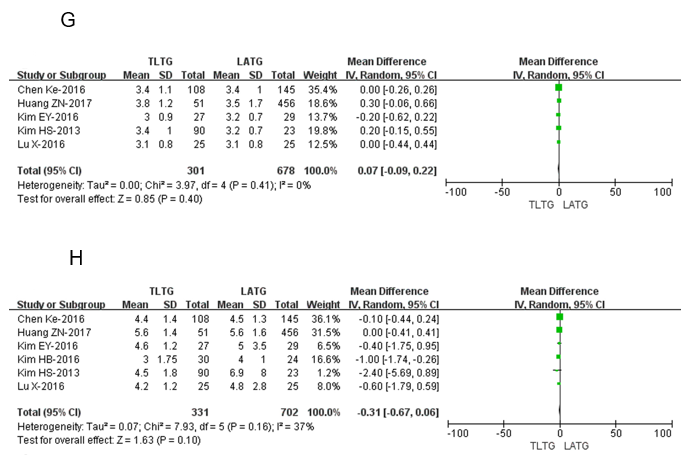 G
TLTG LATG Mean Difference Mean Difference
Study or Subgroup Mean SD Total Mean SD Total Weight IV, Random, 95% CI IV, Random, 95% CI
Chen Ke-2016 3.4 1.1 108 3.4 1 145 35.4% 0.00 [-0.26, 0.26]
Huang ZN-2017 3.8 1.2 51 3.5 1.7 456 18.6% 0.30 [-0.06, 0.66]
Kim EY-2016 3 0.9 27 3.2 0.7 29 13.7% -0.20 [-0.62, 0.22]
Kim HS-2013 3.4 1 90 3.2 0.7 23 19.8% 0.20 [-0.15, 0.55]
Lu X-2016 3.1 0.8 25 3.1 0.8 25 12.5% 0.00 [-0.44, 0.44]
Total (95% CI) 301 678 100.0% 0.07 [-0.09, 0.22]
Heterogeneity: Tau² = 0.00; Chi² = 3.97, df = 4 (P = 0.41); I² = 0%
Test for overall effect: Z = 0.85 (P = 0.40)
-100 -50 0 50 100
TLTG LATG
H
TLTG LATG Mean Difference Mean Difference
Study or Subgroup Mean SD Total Mean SD Total Weight IV, Random, 95% CI IV, Random, 95% CI
Chen Ke-2016 4.4 1.4 108 4.5 1.3 145 36.1% -0.10 [-0.44, 0.24]
Huang ZN-2017 5.6 1.4 51 5.6 1.6 456 31.5% 0.00 [-0.41, 0.41]
Kim EY-2016 4.6 1.2 27 5 3.5 29 6.6% -0.40 [-1.75, 0.95]
Kim HB-2016 3 1.75 30 4 1 24 16.6% -1.00 [-1.74, -0.26]
Kim HS-2013 4.5 1.8 90 6.9 8 23 1.2% -2.40 [-5.69, 0.89]
Lu X-2016 4.2 1.2 25 4.8 2.8 25 8.0% -0.60 [-1.79, 0.59]
Total (95% CI) 331 702 100.0% -0.31 [-0.67, 0.06]
Heterogeneity: Tau² = 0.07; Chi² = 7.93, df = 5 (P = 0.16); I² = 37%
Test for overall effect: Z = 1.63 (P = 0.10)
-100 -50 0 50 100
TLTG LATG